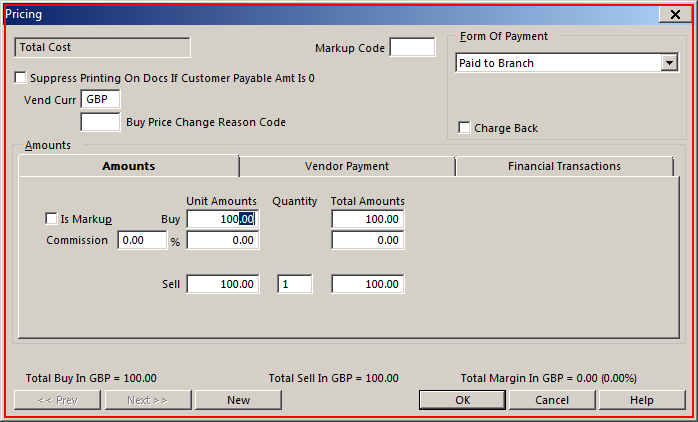 Pricing
Total Cost
Markup Code
Form Of Payment
Paid to Branch
Suppress Printing On Docs If Customer Payable Amt Is 0
Vend Curr GBP
Buy Price Change Reason Code
Charge Back
Amounts
Amounts Vendor Payment Financial Transactions
Unit Amounts Quantity Total Amounts
Is Markup Buy 100.00 100.00
Commission 0.00 % 0.00 0.00
Sell 100.00 1 100.00
Total Buy In GBP = 100.00 Total Sell In GBP = 100.00 Total Margin In GBP = 0.00 (0.00%)
<< Prev Next >> New OK Cancel Help